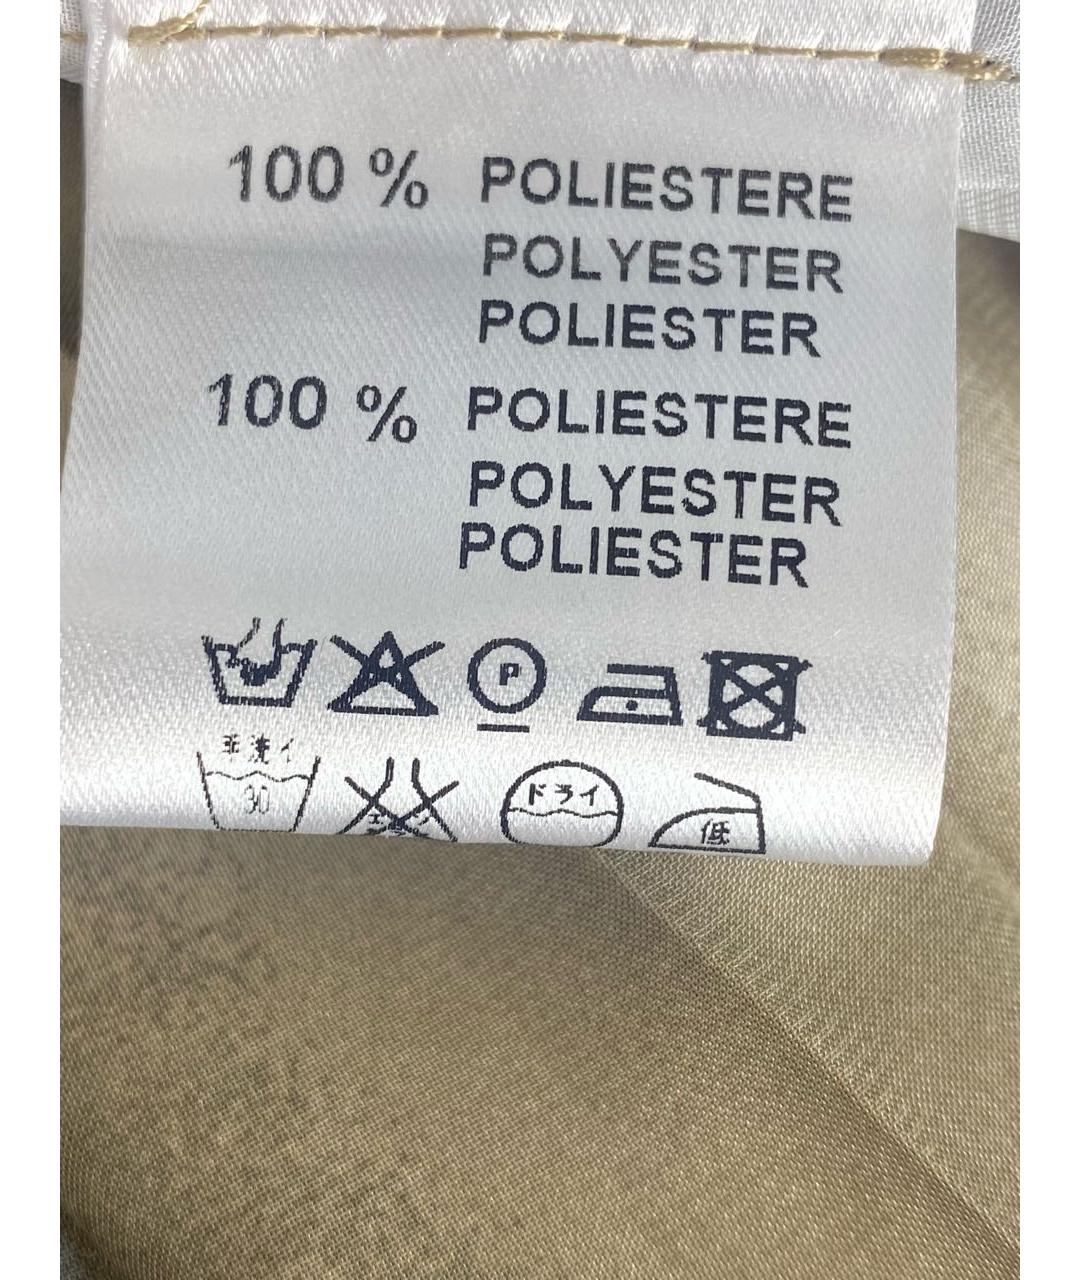 100 % POLIESTERE
POLYESTER
POLIESTER
100 % POLIESTERE
POLYESTER
POLIESTER
P
手洗イ
30
ドライ
低